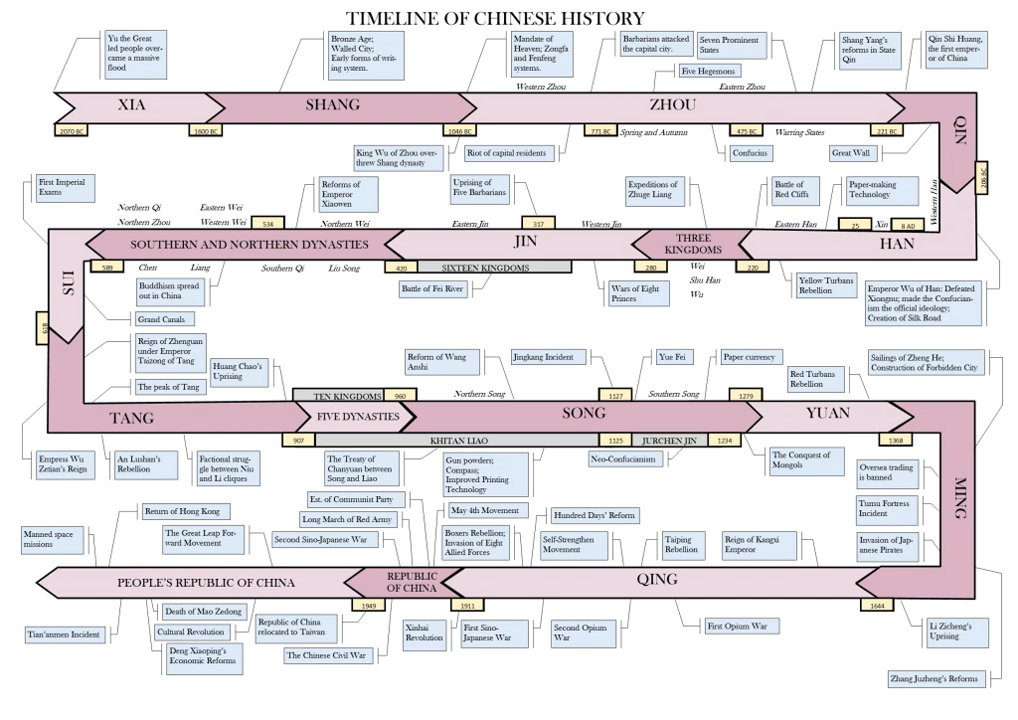 TIMELINE OF CHINESE HISTORY
Yu the Great
led people over-
came a massive
flood
Bronze Age;
Walled City;
Early forms of writ-
ing system.
Mandate of
Heaven; Zongfa
and Fenfeng
systems.
Barbarians attacked
the capital city.
Seven Prominent
States
Five Hegemons
Shang Yang's
reforms in State
Qin
Qin Shi Huang,
the first emper-
or of China
Western Zhou
Eastern Zhou
XIA
SHANG
ZHOU
QIN
2070 BC
1600 BC
1046 BC
771 BC
Spring and Autumn
475 BC
Warring States
221 BC
206 BC
King Wu of Zhou over-
threw Shang dynasty
Riot of capital residents
Confucius
Great Wall
First Imperial
Exams
Northern Qi
Eastern Wei
Northern Zhou
Western Wei
534
Reforms of
Emperor
Xiaowen
Northern Wei
Uprising of
Five Barbarians
Eastern Jin
317
Western Jin
Expeditions of
Zhuge Liang
Battle of
Red Cliffs
Paper-making
Technology
Eastern Han
25
Xin
8 AD
Western Han
SUI
SOUTHERN AND NORTHERN DYNASTIES
JIN
THREE
KINGDOMS
HAN
589
Chen
Liang
Southern Qi
Liu Song
420
SIXTEEN KINGDOMS
280
Wei
Shu Han
Wu
220
Buddhism spread
out in China
Battle of Fei River
Wars of Eight
Princes
Yellow Turbans
Rebellion
Emperor Wu of Han: Defeated
Xiongnu; made the Confucian-
ism the official ideology;
Creation of Silk Road
Grand Canals
618
Reign of Zhenguan
under Emperor
Taizong of Tang
The peak of Tang
Huang Chao's
Uprising
Reform of Wang
Anshi
Jingkang Incident
Yue Fei
Paper currency
Red Turbans
Rebellion
Sailings of Zheng He;
Construction of Forbidden City
TEN KINGDOMS
960
Northern Song
1127
Southern Song
1279
TANG
FIVE DYNASTIES
SONG
YUAN
MING
907
KHITAN LIAO
1125
JURCHEN JIN
1234
1368
Empress Wu
Zetian's Reign
An Lushan's
Rebellion
Factional strug-
gle between Niu
and Li cliques
The Treaty of
Chanyuan between
Song and Liao
Gun powders;
Compass;
Improved Printing
Technology
Neo-Confucianism
The Conquest of
Mongols
Oversea trading
is banned
Tumu Fortress
Incident
Invasion of Jap-
anese Pirates
Manned space
missions
Return of Hong Kong
The Great Leap For-
ward Movement
Est. of Communist Party
Long March of Red Army
Second Sino-Japanese War
May 4th Movement
Boxers Rebellion;
Invasion of Eight
Allied Forces
Hundred Days' Reform
Self-Strengthen
Movement
Taiping
Rebellion
Reign of Kangxi
Emperor
PEOPLE'S REPUBLIC OF CHINA
REPUBLIC
OF CHINA
QING
1949
1911
1644
Tian'anmen Incident
Death of Mao Zedong
Cultural Revolution
Deng Xiaoping's
Economic Reforms
Republic of China
relocated to Taiwan
The Chinese Civil War
Xinhai
Revolution
First Sino-
Japanese War
Second Opium
War
First Opium War
Li Zicheng's
Uprising
Zhang Juzheng's Reforms